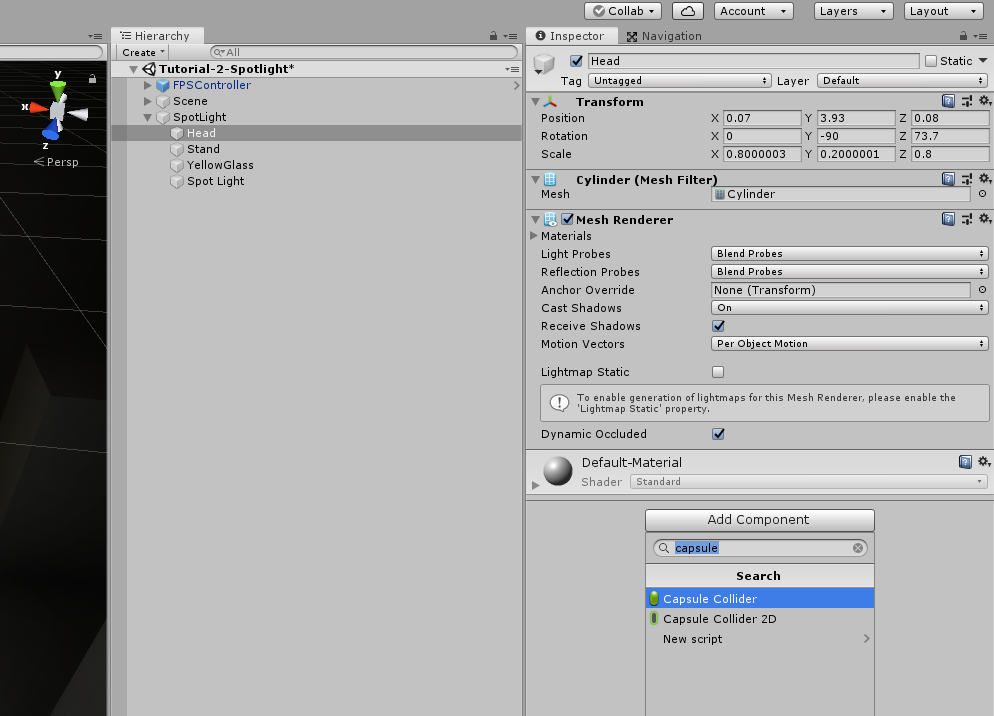 Collab
Account
Layers
Layout
Hierarchy
Create
All
Tutorial-2-Spotlight*
FPSController
Scene
SpotLight
Head
Stand
YellowGlass
Spot Light
y
x
z
Persp
Inspector
Navigation
Head
Static
Tag Untagged Layer Default
Transform
Position X 0.07 Y 3.93 Z 0.08
Rotation X 0 Y -90 Z 73.7
Scale X 0.8000003 Y 0.2000001 Z 0.8
Cylinder (Mesh Filter)
Mesh Cylinder
Mesh Renderer
Materials
Light Probes Blend Probes
Reflection Probes Blend Probes
Anchor Override None (Transform)
Cast Shadows On
Receive Shadows
Motion Vectors Per Object Motion
Lightmap Static
To enable generation of lightmaps for this Mesh Renderer, please enable the
'Lightmap Static' property.
Dynamic Occluded
Default-Material
Shader Standard
Add Component
capsule
Search
Capsule Collider
Capsule Collider 2D
New script